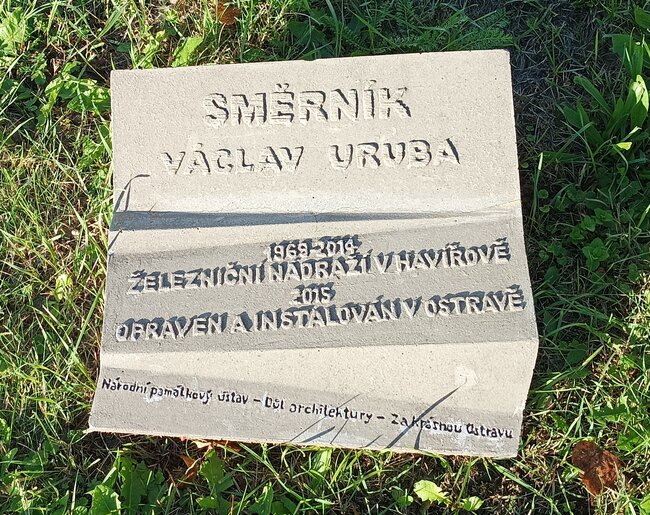 SMĚRNÍK
VÁCLAV URUBA
1969-2014
ŽELEZNIČNÍ NÁDRAŽÍ V HAVÍŘOVĚ
2015
OPRAVEN A INSTALOVÁN V OSTRAVĚ
Národní památkový ústav – Důl architektury – Za krásnou Ostravu